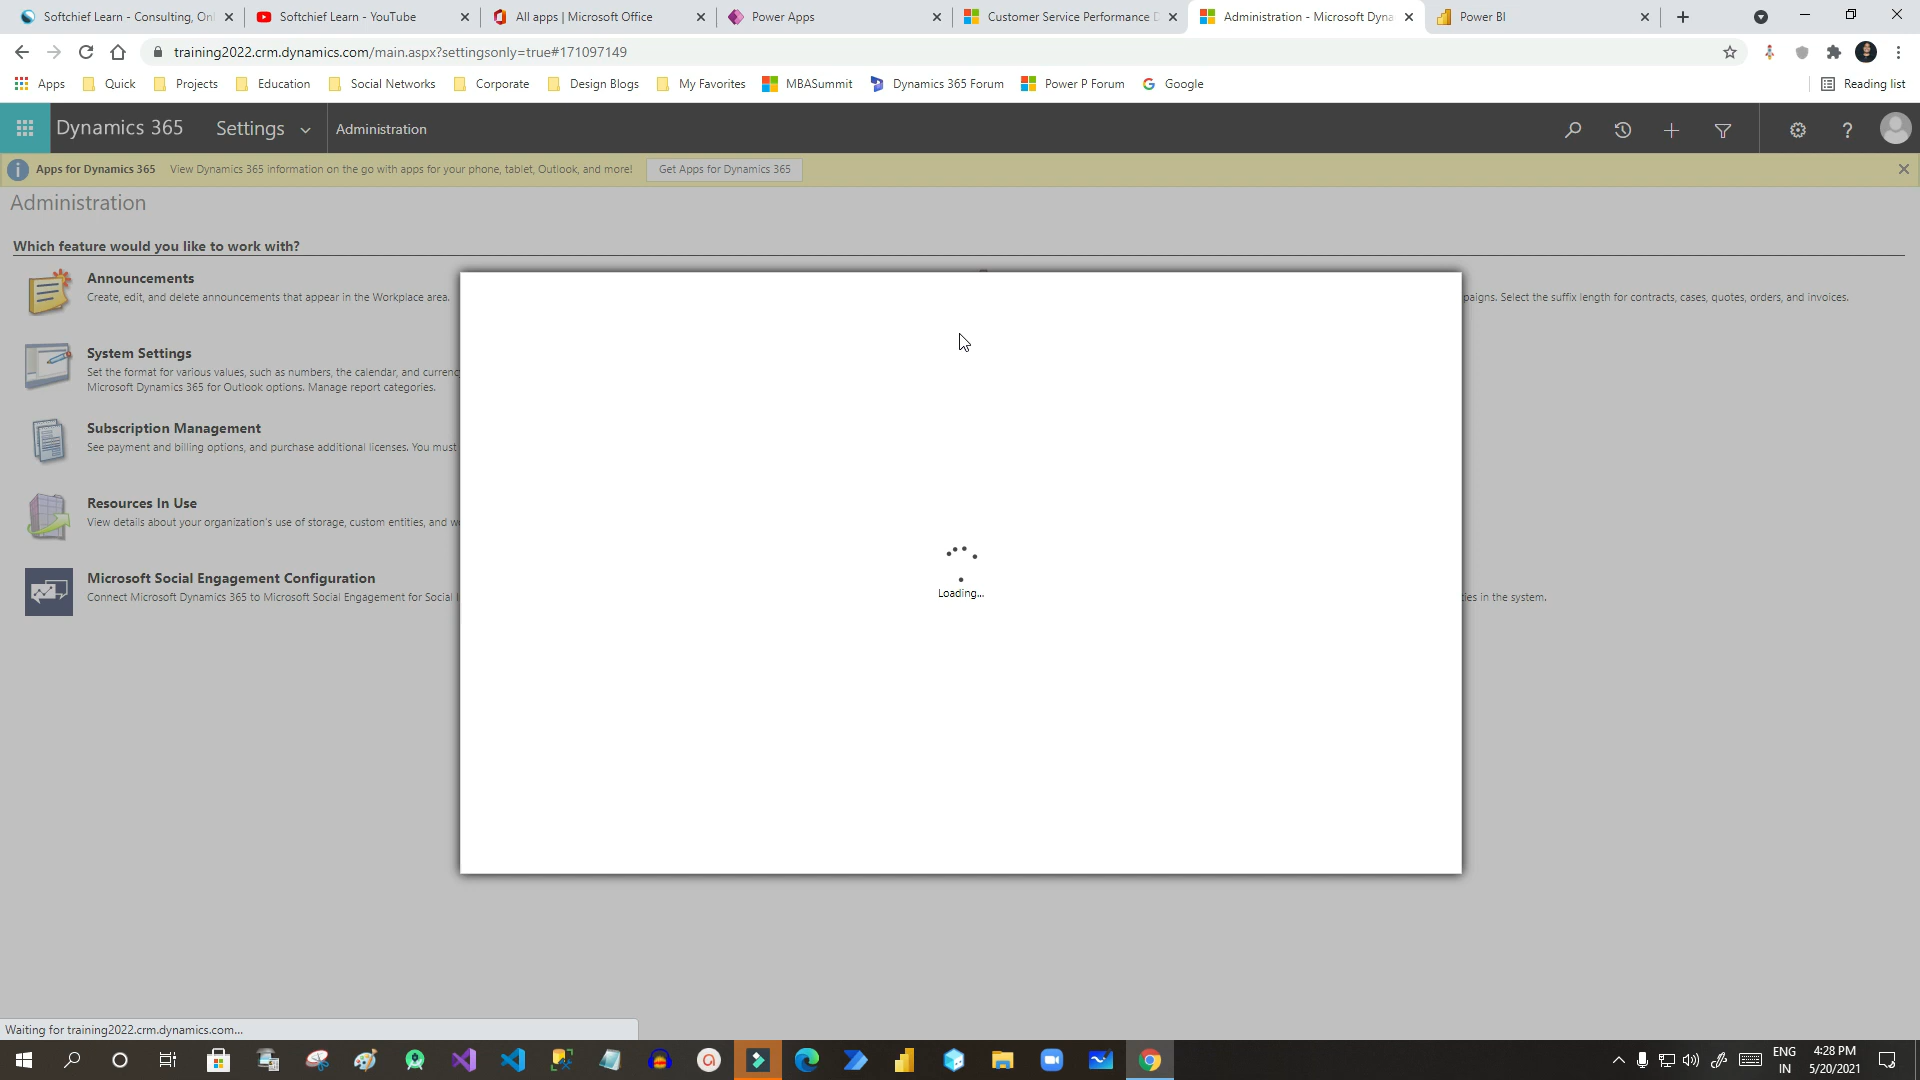 Softchief Learn - Consulting, Onl
Softchief Learn - YouTube
All apps | Microsoft Office
Power Apps
Customer Service Performance D
Administration - Microsoft Dyna
Power BI
training2022.crm.dynamics.com/main.aspx?settingsonly=true#171097149
Apps
Quick
Projects
Education
Social Networks
Corporate
Design Blogs
My Favorites
MBASummit
Dynamics 365 Forum
Power P Forum
Google
Reading list
Dynamics 365
Settings
Administration
Apps for Dynamics 365 View Dynamics 365 information on the go with apps for your phone, tablet, Outlook, and more!
Get Apps for Dynamics 365
Administration
Which feature would you like to work with?
Announcements
Create, edit, and delete announcements that appear in the Workplace area.
paigns. Select the suffix length for contracts, cases, quotes, orders, and invoices.
System Settings
Set the format for various values, such as numbers, the calendar, and currenc
Microsoft Dynamics 365 for Outlook options. Manage report categories.
Subscription Management
See payment and billing options, and purchase additional licenses. You must
Resources In Use
View details about your organization's use of storage, custom entities, and w
Microsoft Social Engagement Configuration
Connect Microsoft Dynamics 365 to Microsoft Social Engagement for Social I
ties in the system.
Loading...
Waiting for training2022.crm.dynamics.com...
ENG
IN
4:28 PM
5/20/2021